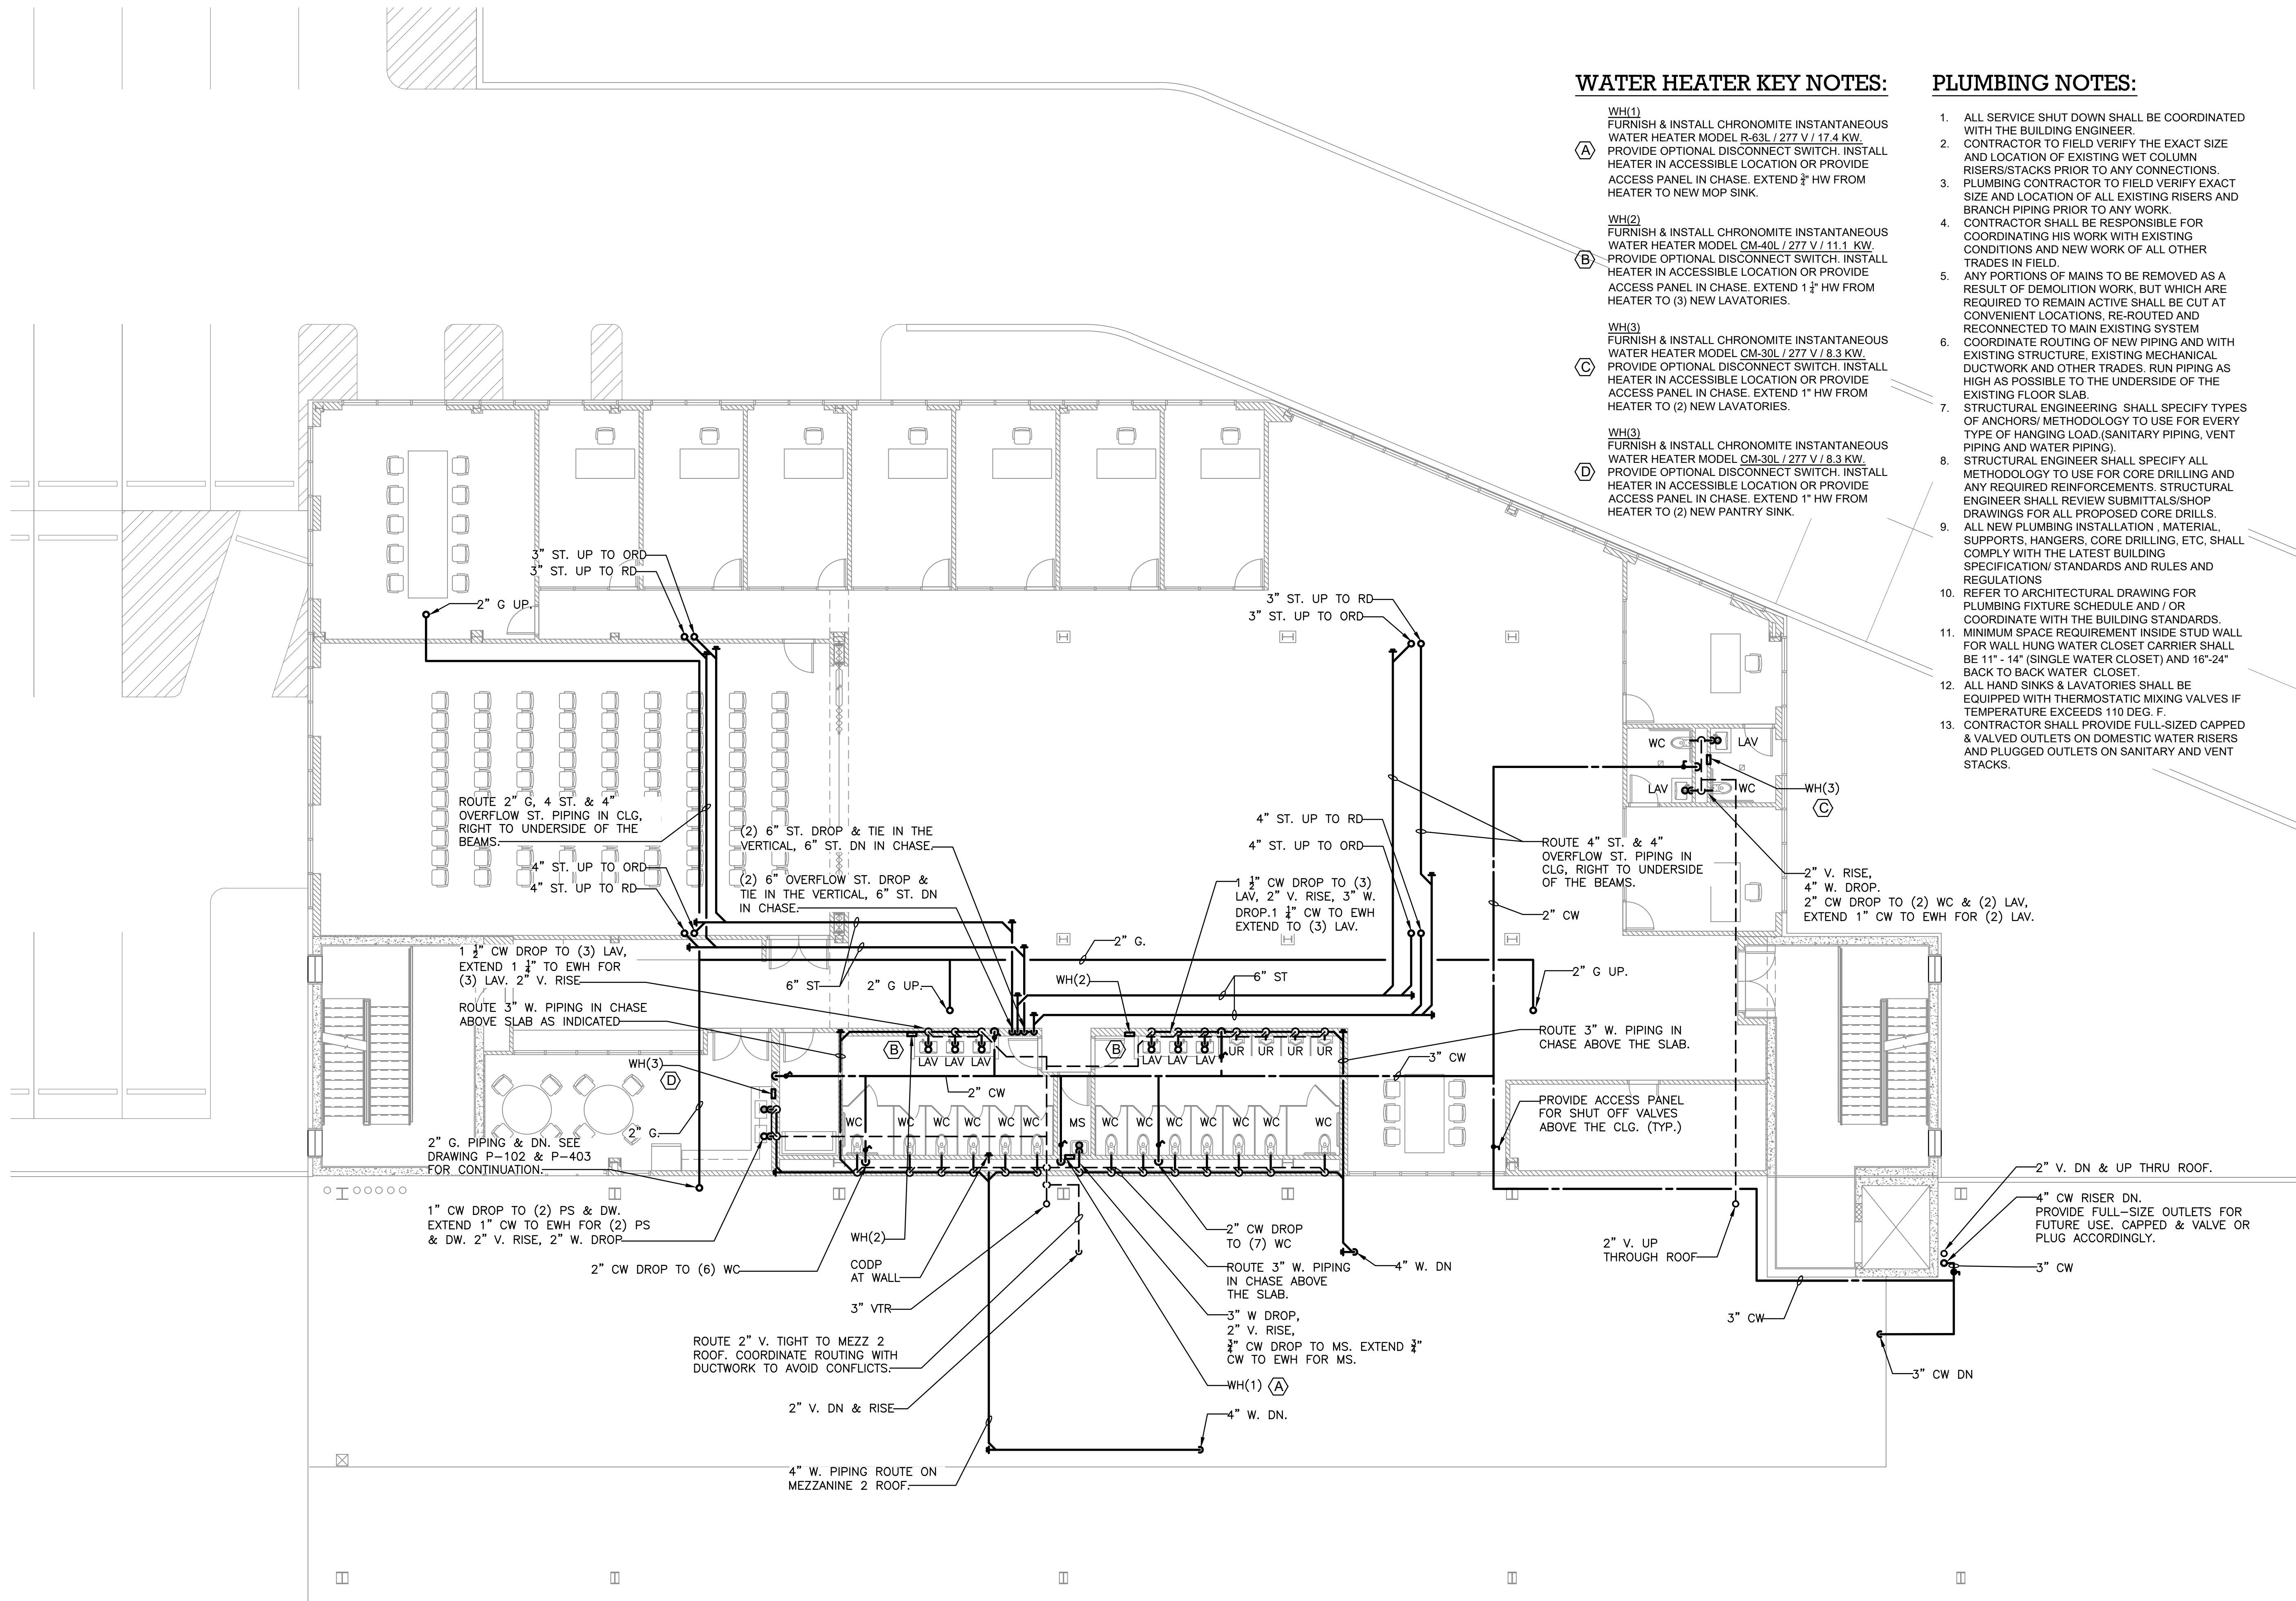 WATER HEATER KEY NOTES:
WH(1)
FURNISH & INSTALL CHRONOMITE INSTANTANEOUS
WATER HEATER MODEL R-63L / 277 V / 17.4 KW.
A
PROVIDE OPTIONAL DISCONNECT SWITCH. INSTALL
HEATER IN ACCESSIBLE LOCATION OR PROVIDE
ACCESS PANEL IN CHASE. EXTEND 3/4" HW FROM
HEATER TO NEW MOP SINK.
WH(2)
FURNISH & INSTALL CHRONOMITE INSTANTANEOUS
WATER HEATER MODEL CM-40L / 277 V / 11.1 KW.
B
PROVIDE OPTIONAL DISCONNECT SWITCH. INSTALL
HEATER IN ACCESSIBLE LOCATION OR PROVIDE
ACCESS PANEL IN CHASE. EXTEND 1 1/4" HW FROM
HEATER TO (3) NEW LAVATORIES.
WH(3)
FURNISH & INSTALL CHRONOMITE INSTANTANEOUS
WATER HEATER MODEL CM-30L / 277 V / 8.3 KW.
C
PROVIDE OPTIONAL DISCONNECT SWITCH. INSTALL
HEATER IN ACCESSIBLE LOCATION OR PROVIDE
ACCESS PANEL IN CHASE. EXTEND 1" HW FROM
HEATER TO (2) NEW LAVATORIES.
WH(3)
FURNISH & INSTALL CHRONOMITE INSTANTANEOUS
WATER HEATER MODEL CM-30L / 277 V / 8.3 KW.
D
PROVIDE OPTIONAL DISCONNECT SWITCH. INSTALL
HEATER IN ACCESSIBLE LOCATION OR PROVIDE
ACCESS PANEL IN CHASE. EXTEND 1" HW FROM
HEATER TO (2) NEW PANTRY SINK.
PLUMBING NOTES:
1. ALL SERVICE SHUT DOWN SHALL BE COORDINATED
WITH THE BUILDING ENGINEER.
2. CONTRACTOR TO FIELD VERIFY THE EXACT SIZE
AND LOCATION OF EXISTING WET COLUMN
RISERS/STACKS PRIOR TO ANY CONNECTIONS.
3. PLUMBING CONTRACTOR TO FIELD VERIFY EXACT
SIZE AND LOCATION OF ALL EXISTING RISERS AND
BRANCH PIPING PRIOR TO ANY WORK.
4. CONTRACTOR SHALL BE RESPONSIBLE FOR
COORDINATING HIS WORK WITH EXISTING
CONDITIONS AND NEW WORK OF ALL OTHER
TRADES IN FIELD.
5. ANY PORTIONS OF MAINS TO BE REMOVED AS A
RESULT OF DEMOLITION WORK, BUT WHICH ARE
REQUIRED TO REMAIN ACTIVE SHALL BE CUT AT
CONVENIENT LOCATIONS, RE-ROUTED AND
RECONNECTED TO MAIN EXISTING SYSTEM
6. COORDINATE ROUTING OF NEW PIPING AND WITH
EXISTING STRUCTURE, EXISTING MECHANICAL
DUCTWORK AND OTHER TRADES. RUN PIPING AS
HIGH AS POSSIBLE TO THE UNDERSIDE OF THE
EXISTING FLOOR SLAB.
7. STRUCTURAL ENGINEERING SHALL SPECIFY TYPES
OF ANCHORS/ METHODOLOGY TO USE FOR EVERY
TYPE OF HANGING LOAD.(SANITARY PIPING, VENT
PIPING AND WATER PIPING).
8. STRUCTURAL ENGINEER SHALL SPECIFY ALL
METHODOLOGY TO USE FOR CORE DRILLING AND
ANY REQUIRED REINFORCEMENTS. STRUCTURAL
ENGINEER SHALL REVIEW SUBMITTALS/SHOP
DRAWINGS FOR ALL PROPOSED CORE DRILLS.
9. ALL NEW PLUMBING INSTALLATION , MATERIAL,
SUPPORTS, HANGERS, CORE DRILLING, ETC, SHALL
COMPLY WITH THE LATEST BUILDING
SPECIFICATION/ STANDARDS AND RULES AND
REGULATIONS
10. REFER TO ARCHITECTURAL DRAWING FOR
PLUMBING FIXTURE SCHEDULE AND / OR
COORDINATE WITH THE BUILDING STANDARDS.
11. MINIMUM SPACE REQUIREMENT INSIDE STUD WALL
FOR WALL HUNG WATER CLOSET CARRIER SHALL
BE 11" - 14" (SINGLE WATER CLOSET) AND 16"-24"
BACK TO BACK WATER CLOSET.
12. ALL HAND SINKS & LAVATORIES SHALL BE
EQUIPPED WITH THERMOSTATIC MIXING VALVES IF
TEMPERATURE EXCEEDS 110 DEG. F.
13. CONTRACTOR SHALL PROVIDE FULL-SIZED CAPPED
& VALVED OUTLETS ON DOMESTIC WATER RISERS
AND PLUGGED OUTLETS ON SANITARY AND VENT
STACKS.
3" ST. UP TO ORD
3" ST. UP TO RD
2" G UP.
3" ST. UP TO RD
3" ST. UP TO ORD
WC
LAV
LAV
WC
WH(3)
C
ROUTE 2" G, 4 ST. & 4"
OVERFLOW ST. PIPING IN CLG,
RIGHT TO UNDERSIDE OF THE
BEAMS.
4" ST. UP TO ORD
4" ST. UP TO RD
(2) 6" ST. DROP & TIE IN THE
VERTICAL, 6" ST. DN IN CHASE.
(2) 6" OVERFLOW ST. DROP &
TIE IN THE VERTICAL, 6" ST. DN
IN CHASE.
4" ST. UP TO RD
4" ST. UP TO ORD
1 1/2" CW DROP TO (3)
LAV, 2" V. RISE, 3" W.
DROP.1 1/4" CW TO EWH
EXTEND TO (3) LAV.
ROUTE 4" ST. & 4"
OVERFLOW ST. PIPING IN
CLG, RIGHT TO UNDERSIDE
OF THE BEAMS.
2" CW
2" V. RISE,
4" W. DROP.
2" CW DROP TO (2) WC & (2) LAV,
EXTEND 1" CW TO EWH FOR (2) LAV.
1 1/2" CW DROP TO (3) LAV,
EXTEND 1 1/4" TO EWH FOR
(3) LAV. 2" V. RISE
ROUTE 3" W. PIPING IN CHASE
ABOVE SLAB AS INDICATED
6" ST
2" G UP.
2" G.
WH(2)
6" ST
2" G UP.
ROUTE 3" W. PIPING IN
CHASE ABOVE THE SLAB.
WH(3)
D
B
LAV LAV LAV
B
LAV LAV LAV UR UR UR UR
3" CW
2" CW
PROVIDE ACCESS PANEL
FOR SHUT OFF VALVES
ABOVE THE CLG. (TYP.)
WC WC WC WC WC WC MS WC WC WC WC WC WC WC
2" G.
2" G. PIPING & DN. SEE
DRAWING P-102 & P-403
FOR CONTINUATION.
1" CW DROP TO (2) PS & DW.
EXTEND 1" CW TO EWH FOR (2) PS
& DW. 2" V. RISE, 2" W. DROP
2" CW DROP TO (6) WC
WH(2)
CODP
AT WALL
3" VTR
ROUTE 2" V. TIGHT TO MEZZ 2
ROOF. COORDINATE ROUTING WITH
DUCTWORK TO AVOID CONFLICTS.
2" V. DN & RISE
4" W. PIPING ROUTE ON
MEZZANINE 2 ROOF.
2" CW DROP
TO (7) WC
ROUTE 3" W. PIPING
IN CHASE ABOVE
THE SLAB.
3" W DROP,
2" V. RISE,
3/4" CW DROP TO MS. EXTEND 3/4"
CW TO EWH FOR MS.
WH(1) A
4" W. DN.
4" W. DN
2" V. UP
THROUGH ROOF
2" V. DN & UP THRU ROOF.
4" CW RISER DN.
PROVIDE FULL-SIZE OUTLETS FOR
FUTURE USE. CAPPED & VALVE OR
PLUG ACCORDINGLY.
3" CW
3" CW
3" CW DN